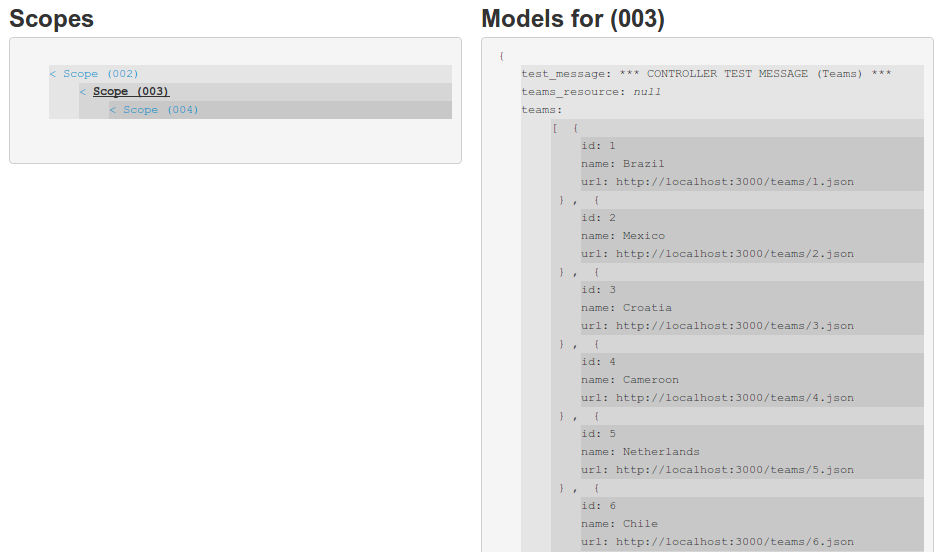 Scopes
< Scope (002)
< Scope (003)
< Scope (004)
Models for (003)
{
test_message: *** CONTROLLER TEST MESSAGE (Teams) ***
teams_resource: null
teams:
[ {
id: 1
name: Brazil
url: http://localhost:3000/teams/1.json
} , {
id: 2
name: Mexico
url: http://localhost:3000/teams/2.json
} , {
id: 3
name: Croatia
url: http://localhost:3000/teams/3.json
} , {
id: 4
name: Cameroon
url: http://localhost:3000/teams/4.json
} , {
id: 5
name: Netherlands
url: http://localhost:3000/teams/5.json
} , {
id: 6
name: Chile
url: http://localhost:3000/teams/6.json